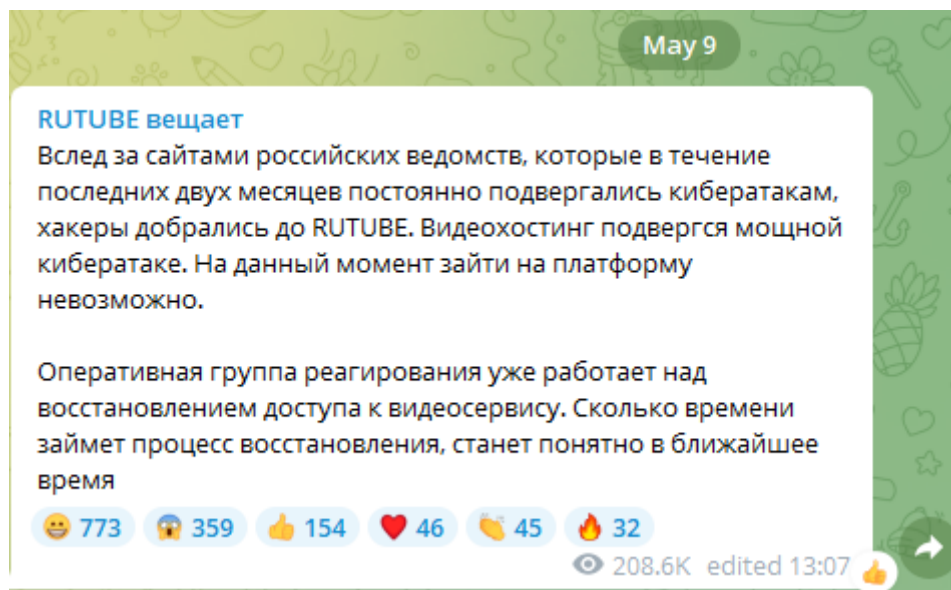 May 9
RUTUBE вещает
Вслед за сайтами российских ведомств, которые в течение
последних двух месяцев постоянно подвергались кибератакам,
хакеры добрались до RUTUBE. Видеохостинг подвергся мощной
кибератаке. На данный момент зайти на платформу
невозможно.
Оперативная группа реагирования уже работает над
восстановлением доступа к видеосервису. Сколько времени
займет процесс восстановления, станет понятно в ближайшее
время
773 359 154 46 45 32
208.6K edited 13:07